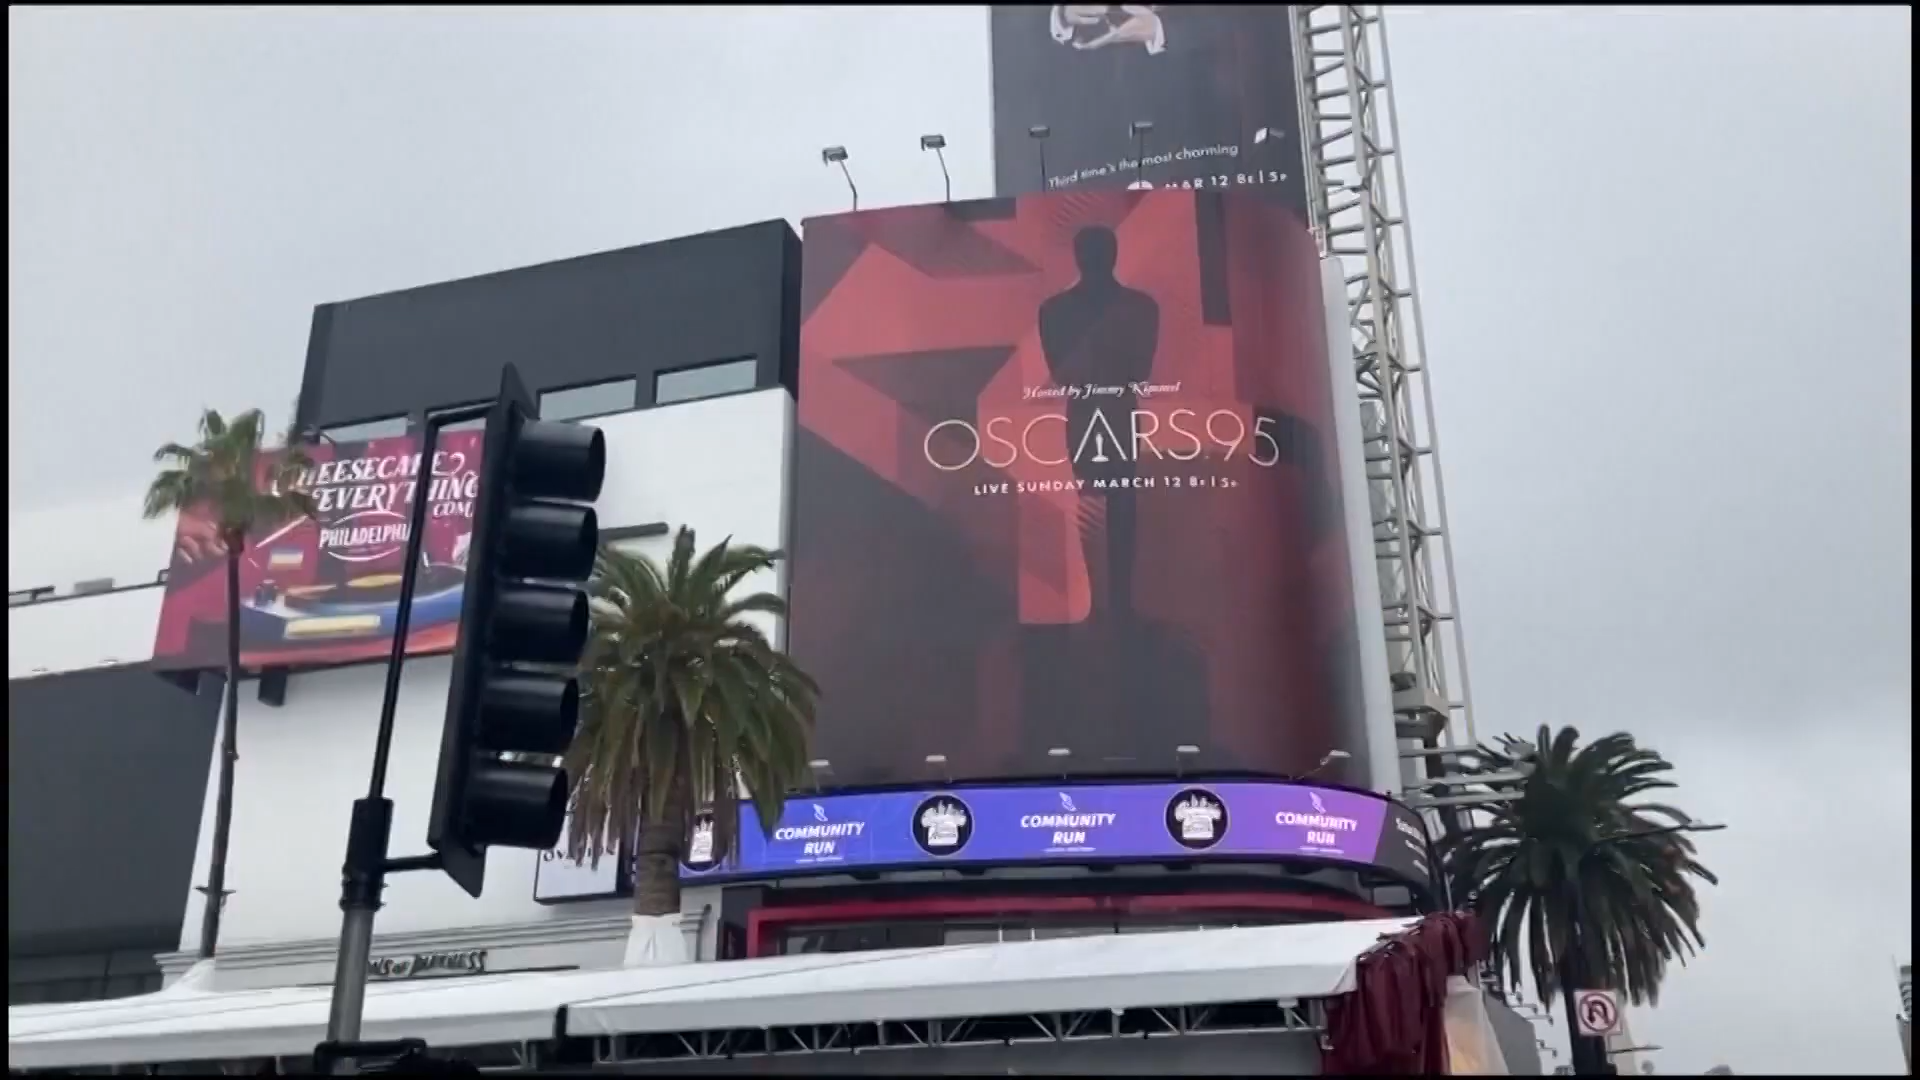 Third time's the most charming
MAR 12 8E | 5P
Hosted by Jimmy Kimmel
OSCARS 95
LIVE SUNDAY MARCH 12 8E | 5P
CHEESECAKE?
EVERYTHING
PHILADELPHIA
COMMUNITY
RUN
COMMUNITY
RUN
COMMUNITY
RUN